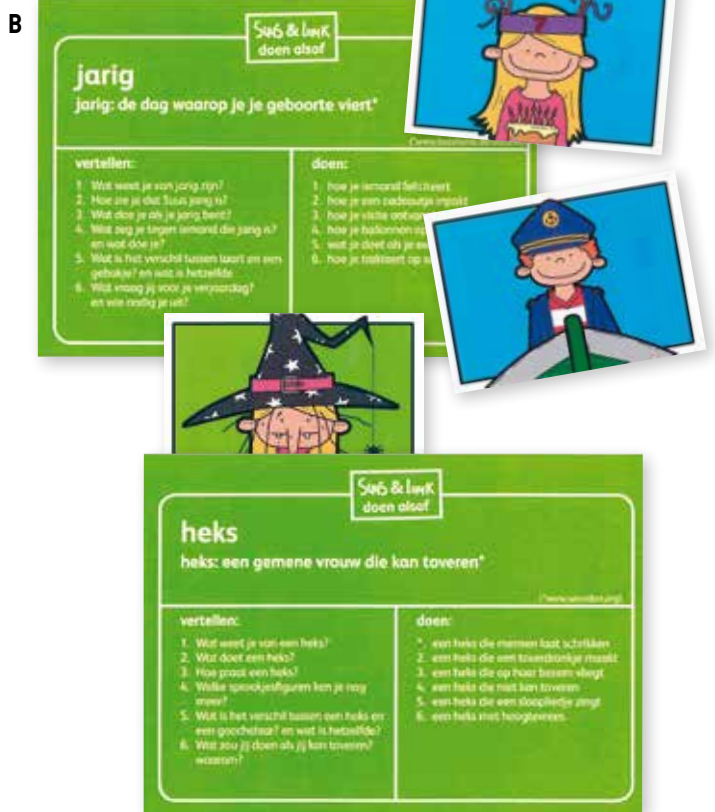 B
Suus & Luuk
doen alsof
jarig
jarig: de dag waarop je je geboorte viert*
vertellen:
1. Wat weet je van jarig zijn?
2. Hoe zie je dat Suus jarig is?
3. Wat doe je als je jarig bent?
4. Wat zeg je tegen iemand die jarig is?
en wat doe je?
5. Wat is het verschil tussen taart en een
gebakje? en wat is hetzelfde
6. Wat vraag jij voor je verjaardag?
en wie nodig je uit?
doen:
1. hoe je iemand feliciteert
2. hoe je een cadeautje inpakt
3. hoe je visite
4. hoe je ballonnen
5. wat je doet als je
6. hoe je trakteert op
7
Suus & Luuk
doen alsof
heks
heks: een gemene vrouw die kan toveren*
vertellen:
1. Wat weet je van een heks?
2. Wat doet een heks?
3. Hoe praat een heks?
4. Welke sprookjesfiguren ken je nog
meer?
5. Wat is het verschil tussen een heks en
een goochelaar? en wat is hetzelfde?
6. Wat zou jij doen als jij kan toveren?
waarom?
doen:
1. een heks die mensen laat schrikken
2. een heks die een toverdrankje maakt
3. een heks die op haar bezem vliegt
4. een heks die niet kan toveren
5. een heks die een slaapliedje zingt
6. een heks met hoogtevrees